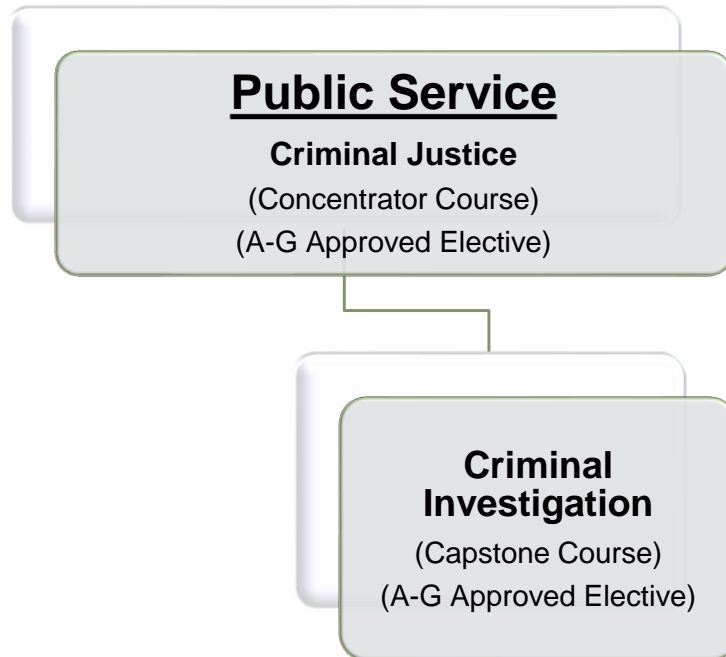 Public Service
Criminal Justice
(Concentrator Course)
(A-G Approved Elective)
Criminal
Investigation
(Capstone Course)
(A-G Approved Elective)